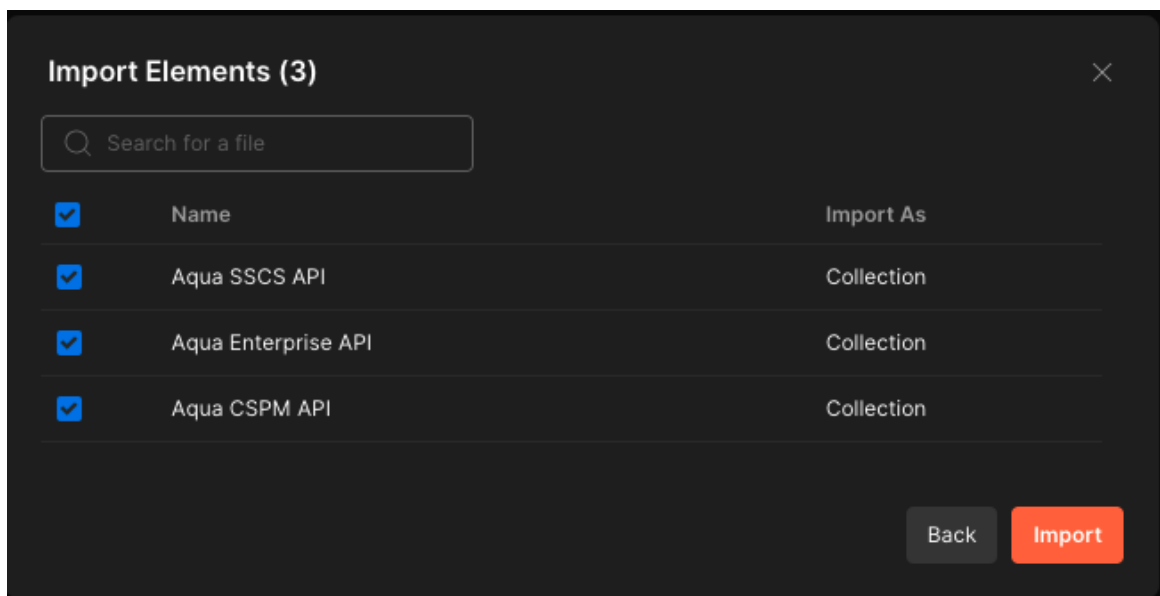 Import Elements (3)
Search for a file
Name Import As
Aqua SSCS API Collection
Aqua Enterprise API Collection
Aqua CSPM API Collection
Back Import